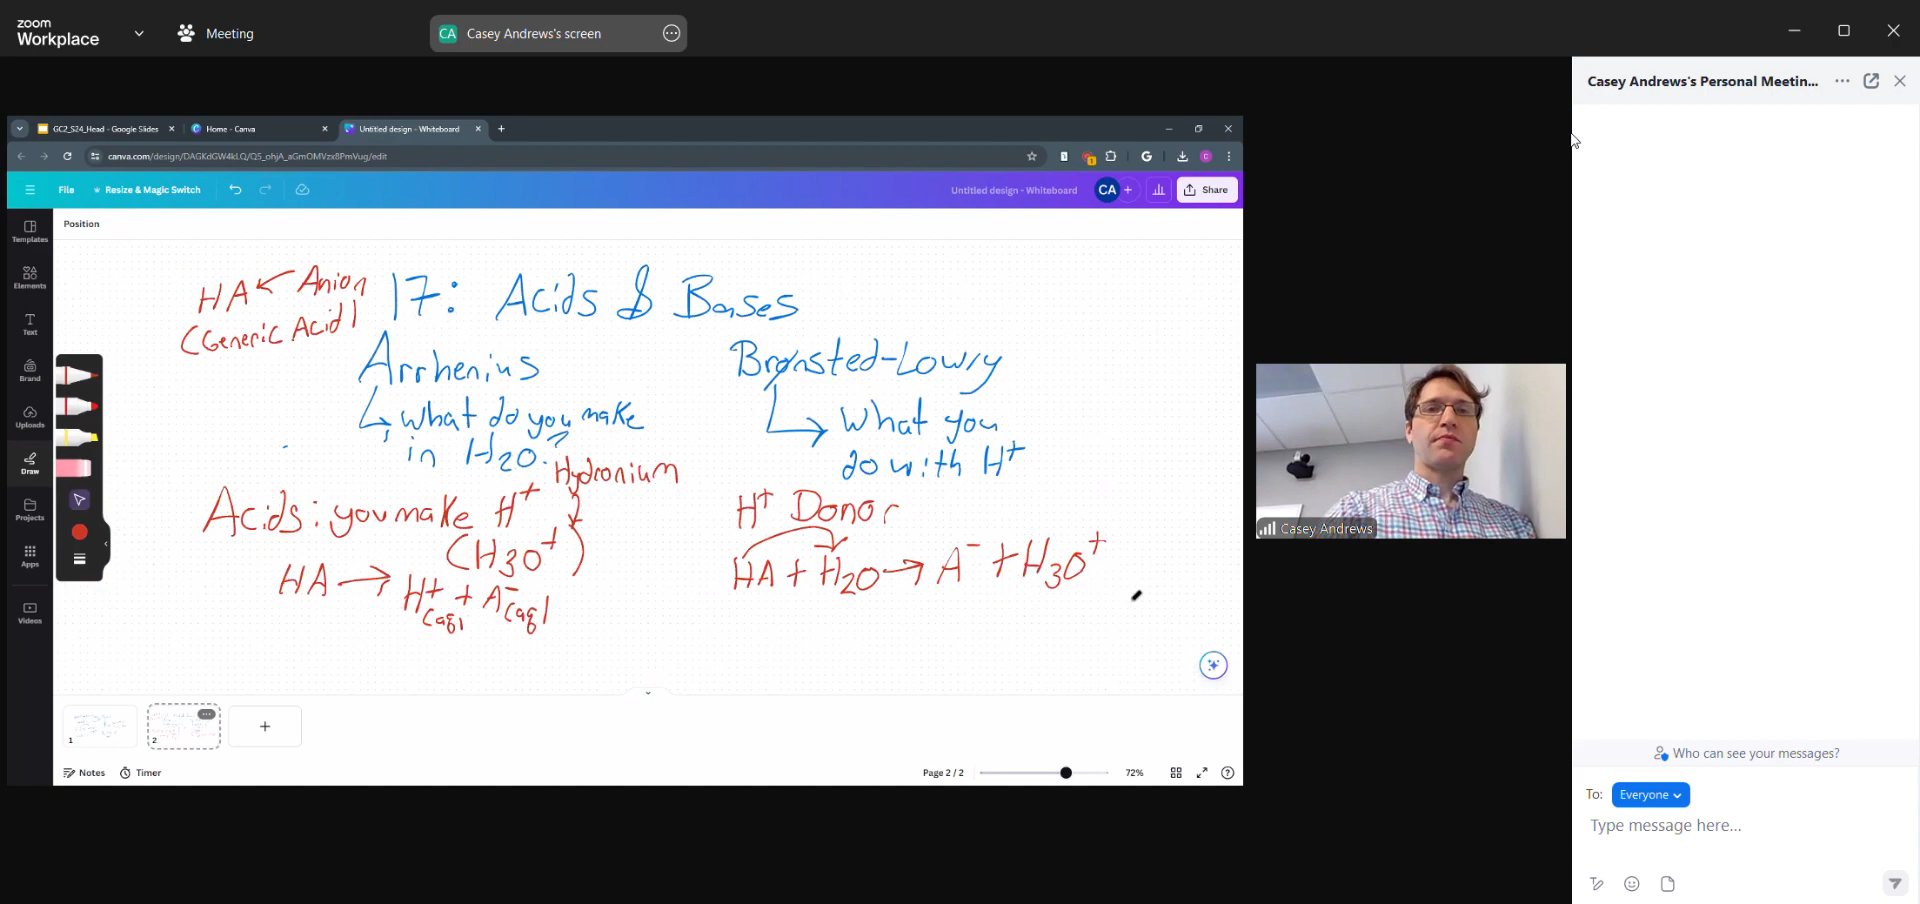 zoom
Workplace
Meeting
CA Casey Andrews's screen
Casey Andrews's Personal Meetin...
GC2_S24_Head - Google Slides
Home - Canva
Untitled design - Whiteboard
canva.com/design/DAGKdGW4kLQ/Q5_ohjA_aGmOMVzx8PmVug/edit
File
Resize & Magic Switch
Untitled design - Whiteboard
CA
Share
Position
Templates
Elements
Text
Brand
Uploads
Draw
Projects
Apps
Videos
HA ← Anion
(Generic Acid)
17: Acids & Bases
Arrhenius
↳ what do you make
in H2O?
Brønsted-Lowry
↳ What you
do with H+
Hydronium
Acids: you make H+
(H3O+)
HA → H+ + A-
(aq) (aq)
H+ Donor
HA + H2O → A- + H3O+
Casey Andrews
1
2
Notes
Timer
Page 2 / 2
72%
Who can see your messages?
To: Everyone
Type message here...